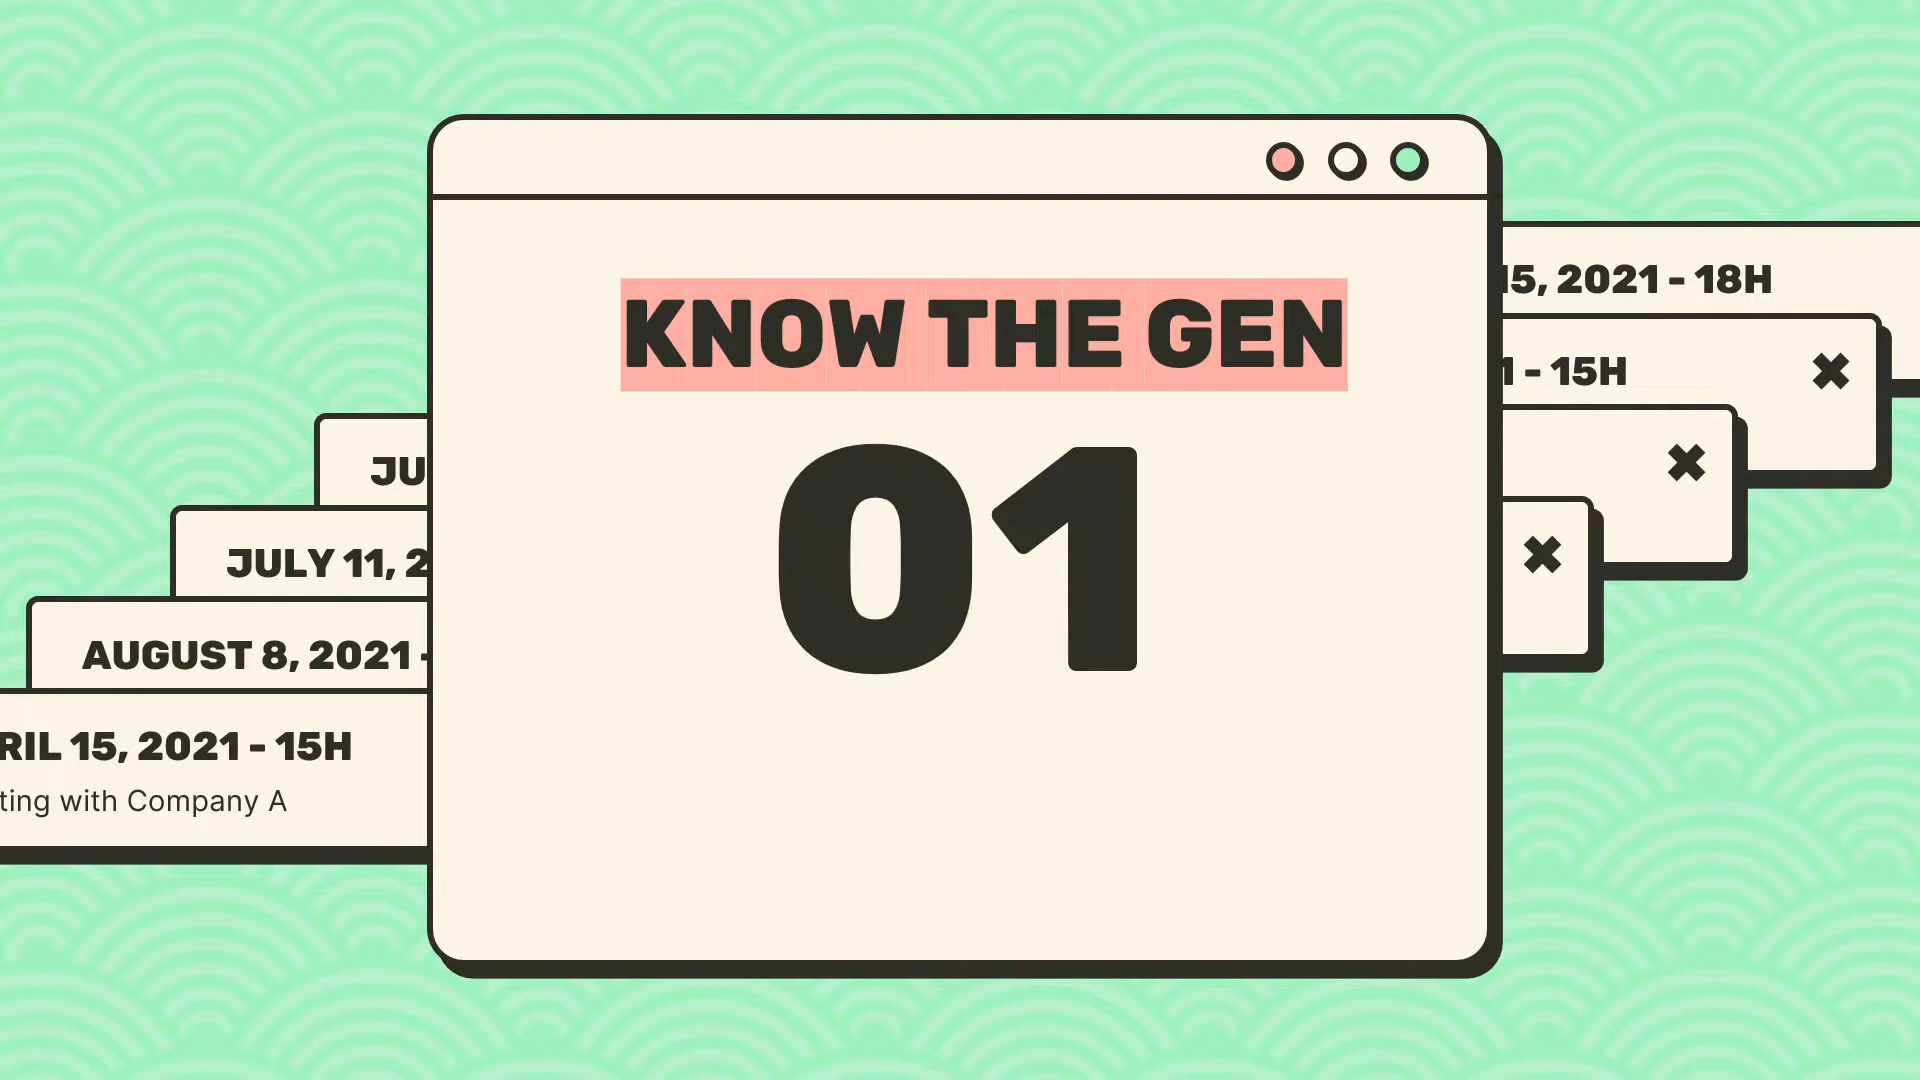 KNOW THE GEN
01
15, 2021 - 18H
1 - 15H
JU
JULY 11, 2
AUGUST 8, 2021 -
RIL 15, 2021 - 15H
ting with Company A